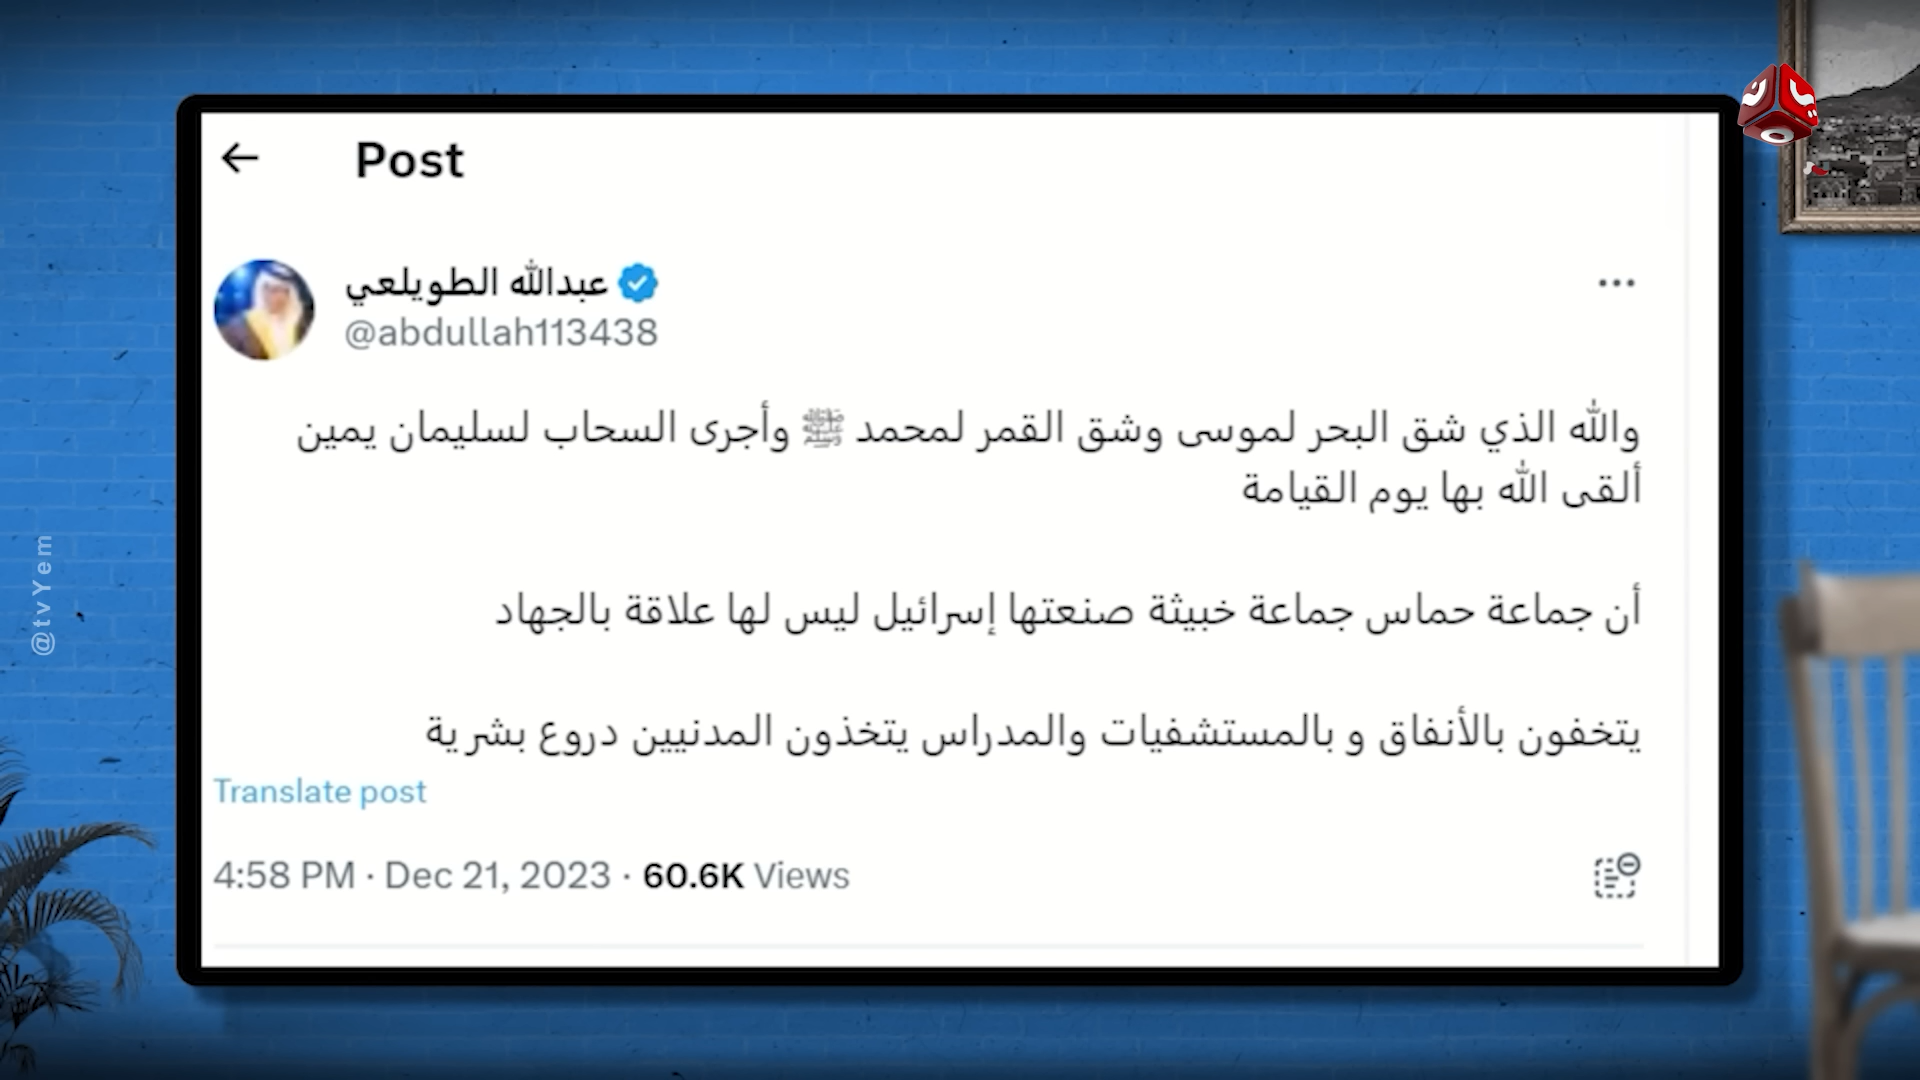 Post
عبدالله الطويلعي
@abdullah113438
والله الذي شق البحر لموسى وشق القمر لمحمد ﷺ وأجرى السحاب لسليمان يمين
ألقى الله بها يوم القيامة
أن جماعة حماس جماعة خبيثة صنعتها إسرائيل ليس لها علاقة بالجهاد
يتخفون بالأنفاق و بالمستشفيات والمدراس يتخذون المدنيين دروع بشرية
Translate post
4:58 PM · Dec 21, 2023 · 60.6K Views
@tvYem